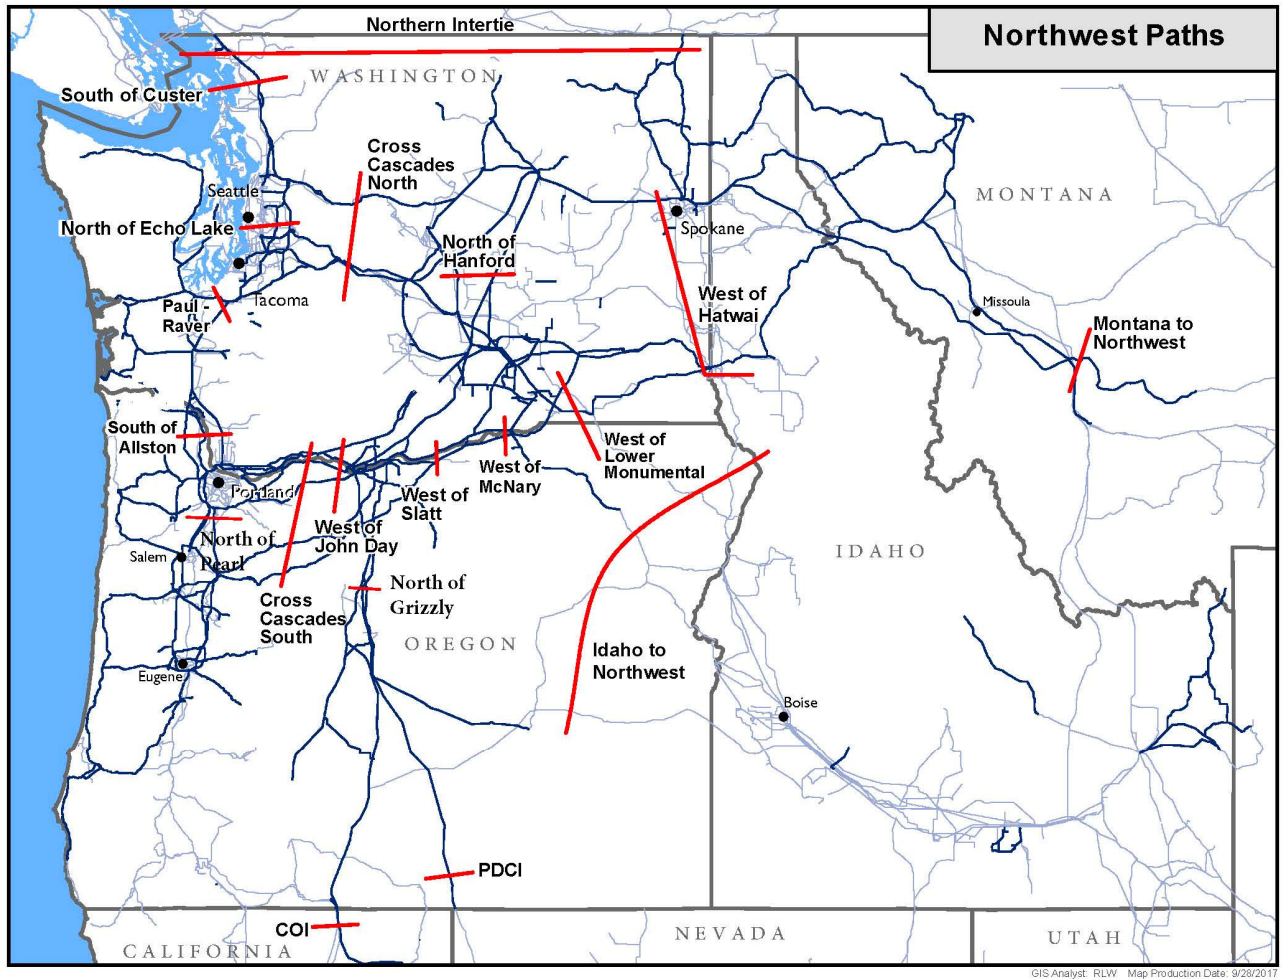 Northern Intertie
Northwest Paths
WASHINGTON
South of Custer
Cross
Cascades
North
Seattle
MONTANA
North of Echo Lake
Spokane
North of
Hanford
Tacoma
Paul -
Raver
West of
Hatwai
Missoula
Montana to
Northwest
South of
Allston
West of
Lower
Monumental
West of
McNary
Portland
West of
Slatt
West of
John Day
North of
Pearl
Salem
IDAHO
North of
Grizzly
Cross
Cascades
South
OREGON
Idaho to
Northwest
Eugene
Boise
PDCI
COI
CALIFORNIA
NEVADA
UTAH
GIS Analyst: RLW Map Production Date: 9/28/2017